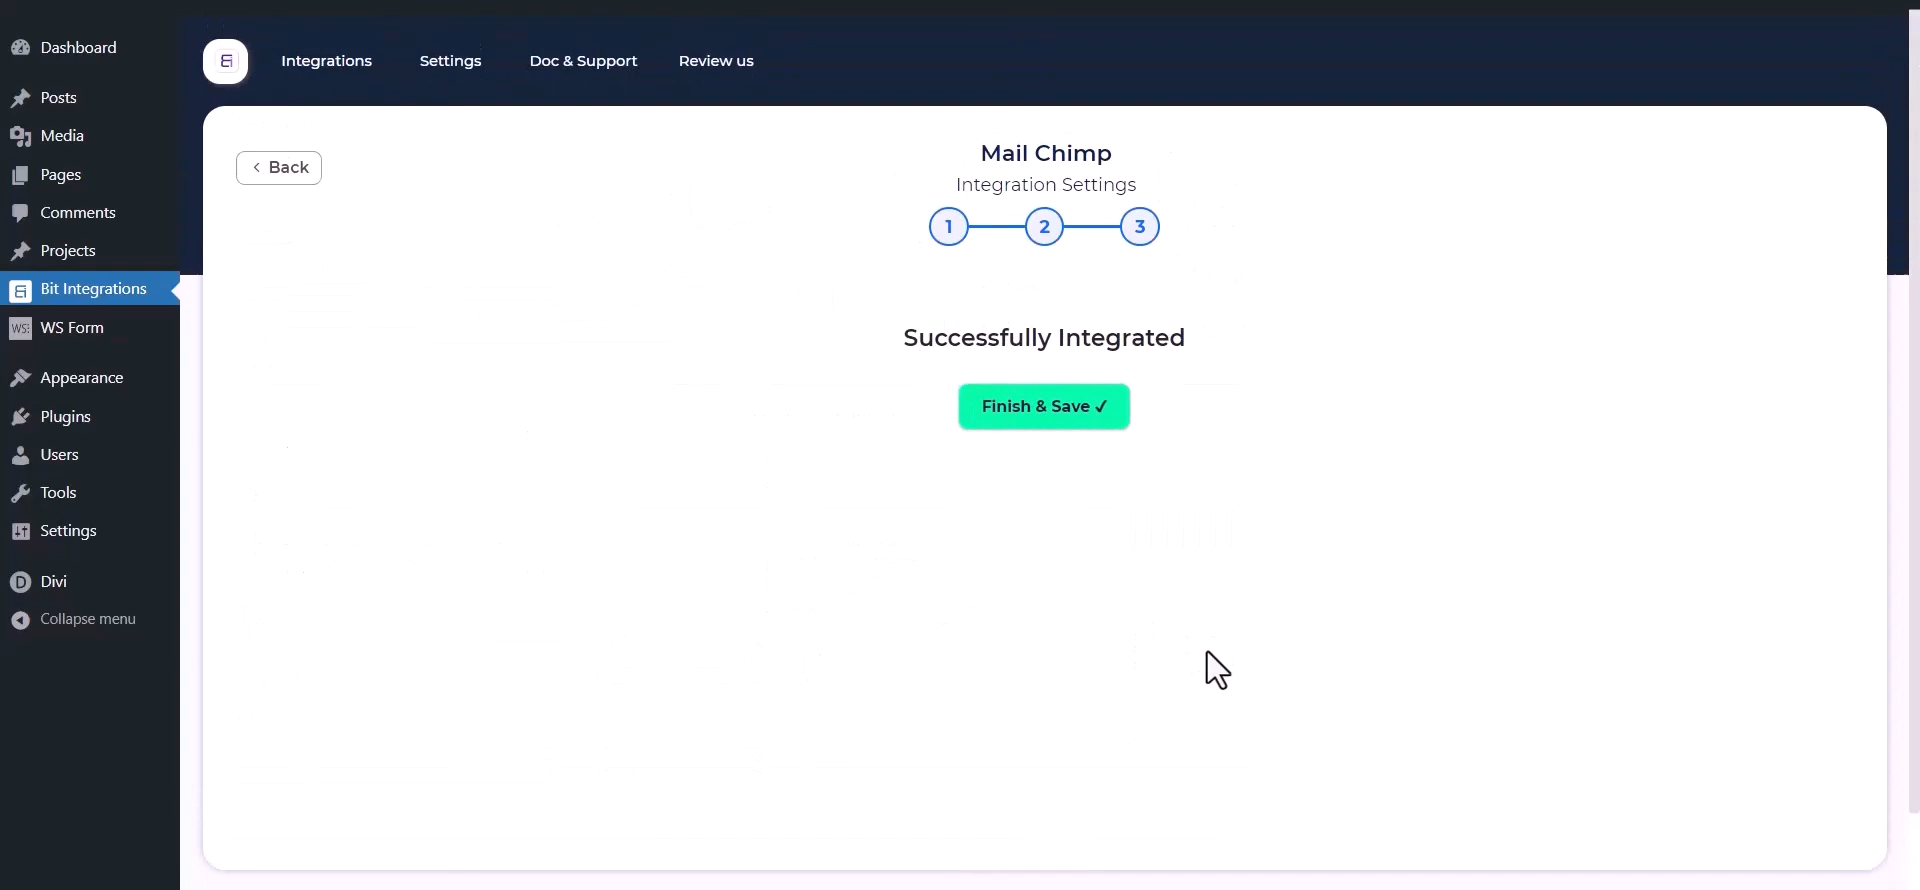 Dashboard
Posts
Media
Pages
Comments
Projects
Bit Integrations
WS Form
Appearance
Plugins
Users
Tools
Settings
Divi
Collapse menu
Integrations
Settings
Doc & Support
Review us
Back
Mail Chimp
Integration Settings
1
2
3
Successfully Integrated
Finish & Save ✓